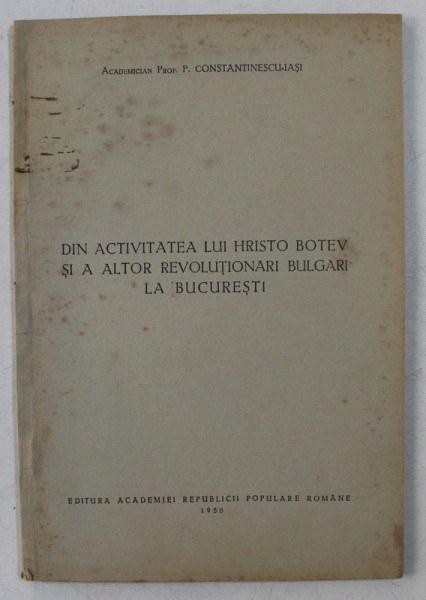 Academician Prof. P. CONSTANTINESCU-IAȘI
DIN ACTIVITATEA LUI HRISTO BOTEV
ȘI A ALTOR REVOLUȚIONARI BULGARI
LA BUCUREȘTI
EDITURA ACADEMIEI REPUBLICII POPULARE ROMÂNE
1950